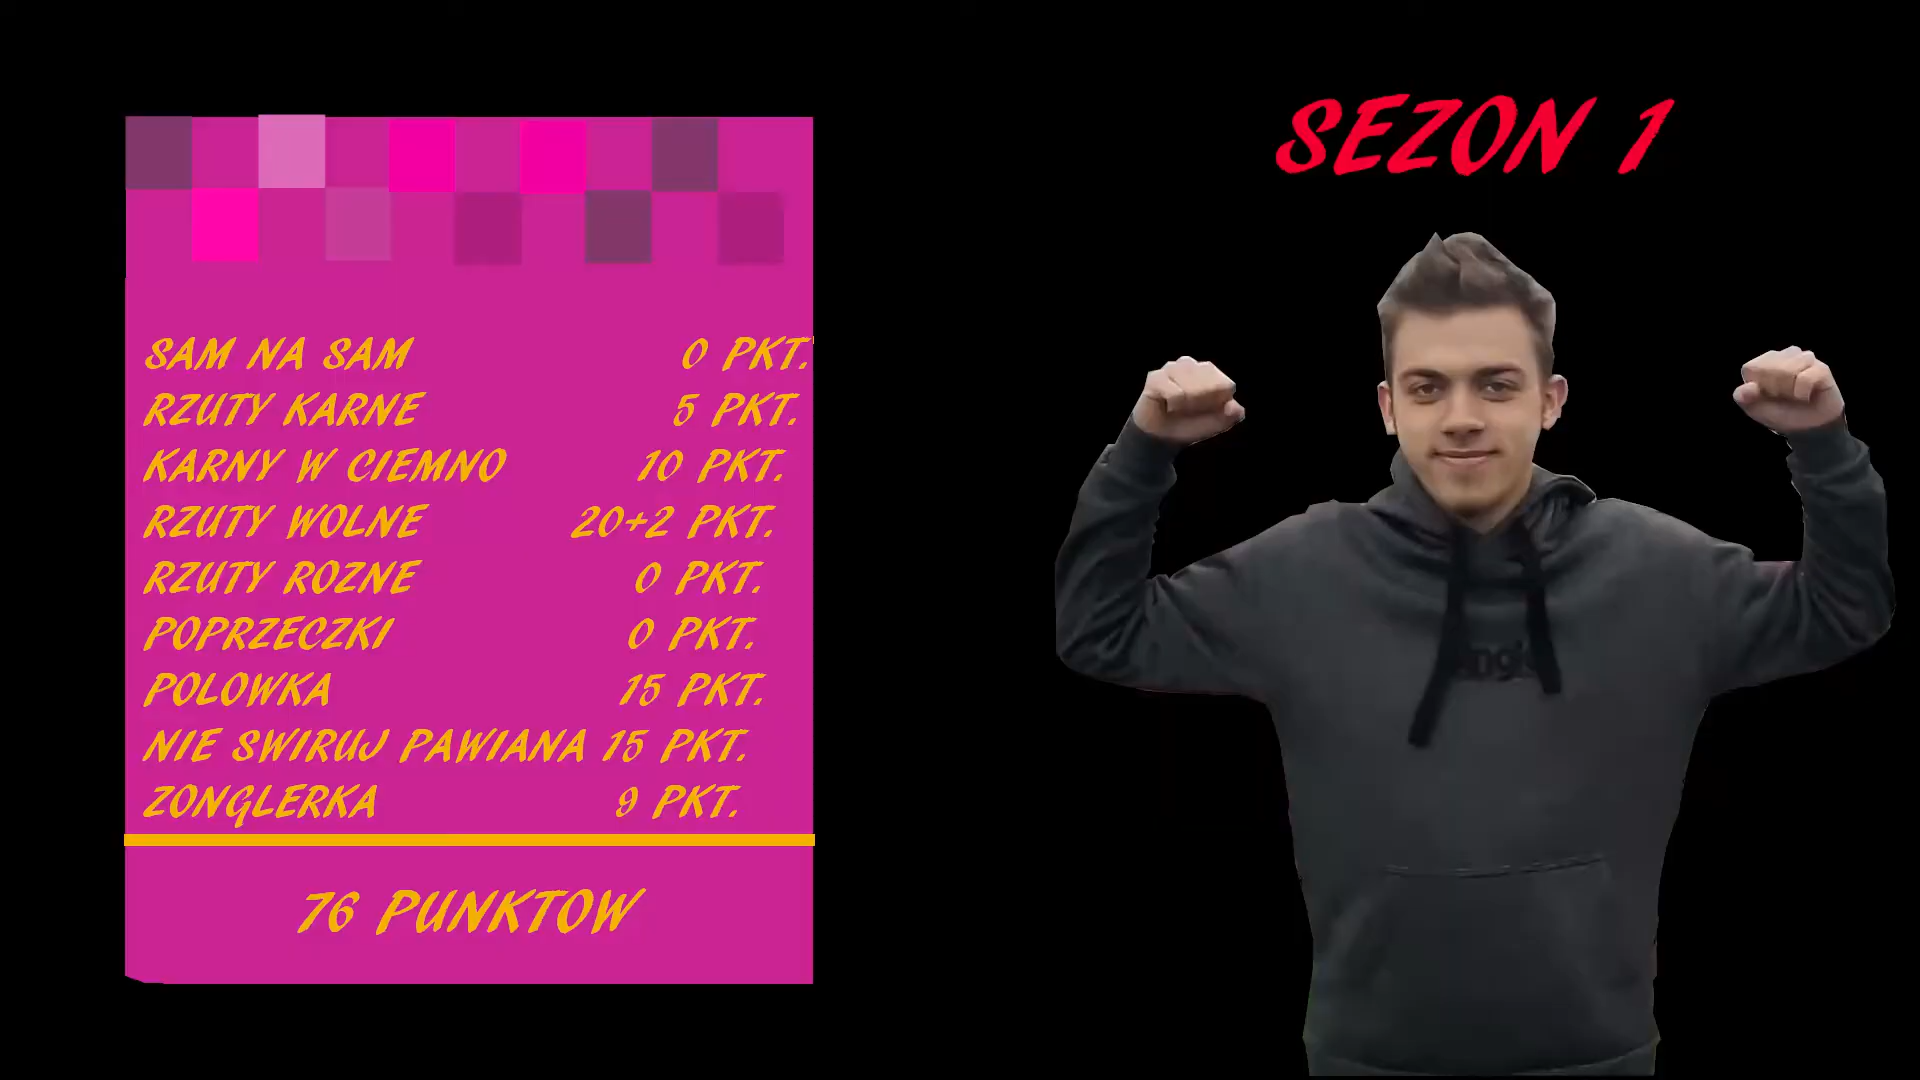 SEZON 1
SAM NA SAM 0 PKT.
RZUTY KARNE 5 PKT.
KARNY W CIEMNO 10 PKT.
RZUTY WOLNE 20+2 PKT.
RZUTY ROZNE 0 PKT.
POPRZECZKI 0 PKT.
POLOWKA 15 PKT.
NIE SWIRUJ PAWIANA 15 PKT.
ZONGLERKA 9 PKT.
76 PUNKTOW